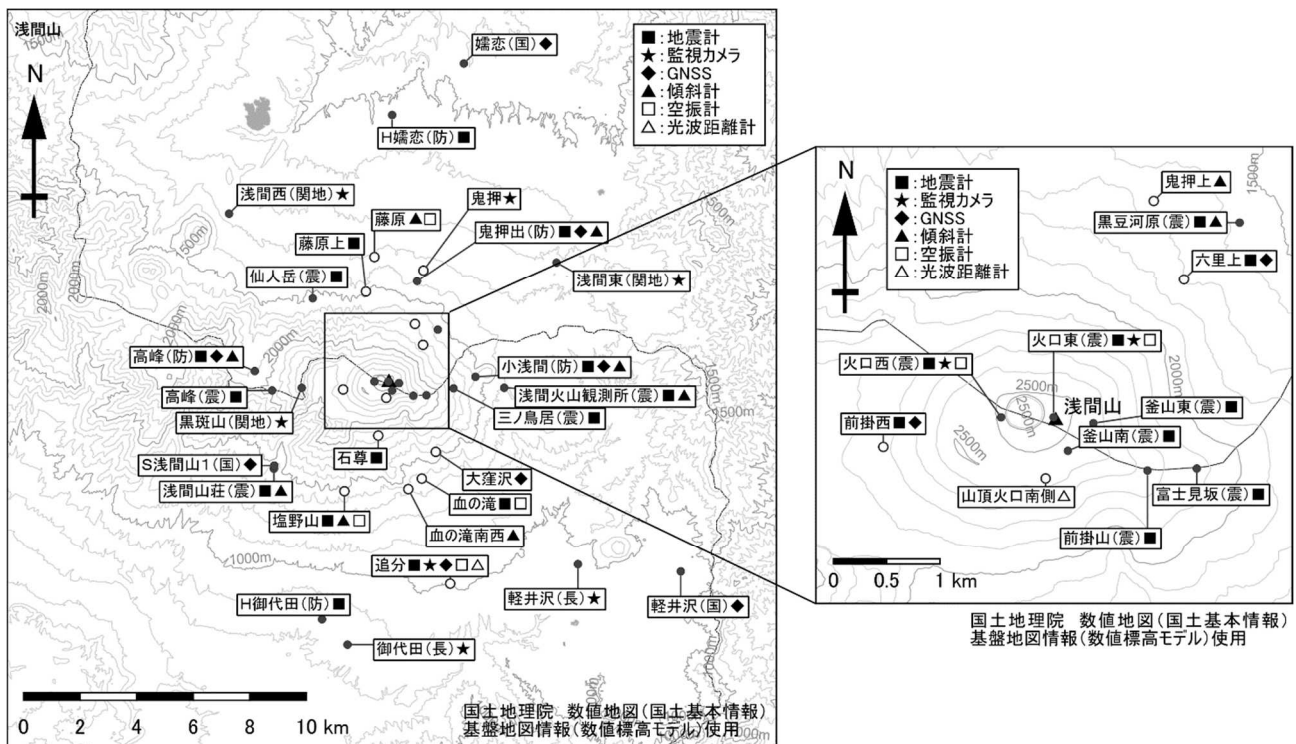 浅間山
1500m
N
嬬恋(国)◆
■:地震計
★:監視カメラ
◆:GNSS
▲:傾斜計
□:空振計
△:光波距離計
H嬬恋(防)■
浅間西(関地)★
鬼押★
藤原▲□
鬼押出(防)■◆▲
藤原上■
浅間東(関地)★
仙人岳(震)■
1500m
2000m
2000m
2000m
2000m
高峰(防)■◆▲
小浅間(防)■◆▲
高峰(震)■
浅間火山観測所(震)■▲
黒斑山(関地)★
三ノ鳥居(震)■
1500m
1500m
石尊■
S浅間山1(国)◆
大窪沢◆
浅間山荘(震)■▲
血の滝■□
塩野山■▲□
血の滝南西▲
1000m
追分■★◆□△
軽井沢(長)★
軽井沢(国)◆
H御代田(防)■
御代田(長)★
1000m
1000m
0 2 4 6 8 10 km
国土地理院 数値地図(国土基本情報)
基盤地図情報(数値標高モデル)使用
N
■:地震計
★:監視カメラ
◆:GNSS
▲:傾斜計
□:空振計
△:光波距離計
1500m
鬼押上▲
黒豆河原(震)■▲
六里上■◆
火口東(震)■★□
火口西(震)■★□
2000m
2500m
2500m
2500m
浅間山
釜山東(震)■
前掛西■◆
釜山南(震)■
山頂火口南側△
富士見坂(震)■
前掛山(震)■
0 0.5 1 km
国土地理院 数値地図(国土基本情報)
基盤地図情報(数値標高モデル)使用